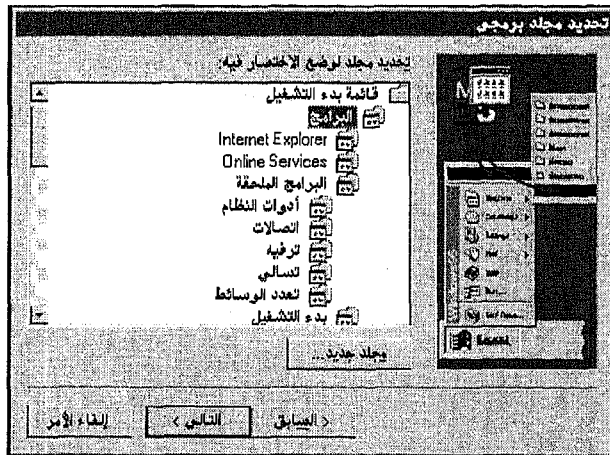 تحديد مجلد برمجي
تحديد مجلد لوضع الاختصار فيه:
قائمة بدء التشغيل
البرامج
Internet Explorer
Online Services
البرامج الملحقة
أدوات النظام
اتصالات
ترفيه
تسالي
تعدد الوسائط
بدء التشغيل
مجلد جديد...
< السابق
التالي >
إلغاء الأمر